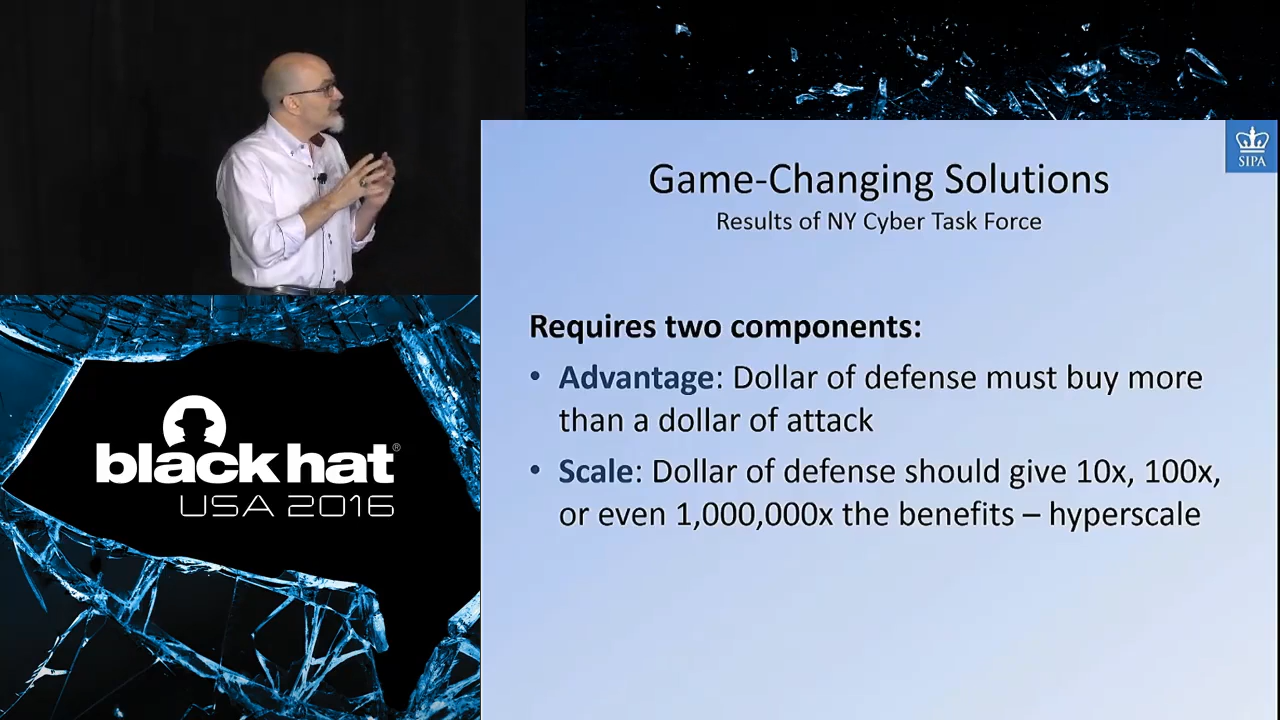 SIPA
Game-Changing Solutions
Results of NY Cyber Task Force
Requires two components:
• Advantage: Dollar of defense must buy more
than a dollar of attack
• Scale: Dollar of defense should give 10x, 100x,
or even 1,000,000x the benefits – hyperscale
black hat®
USA 2016